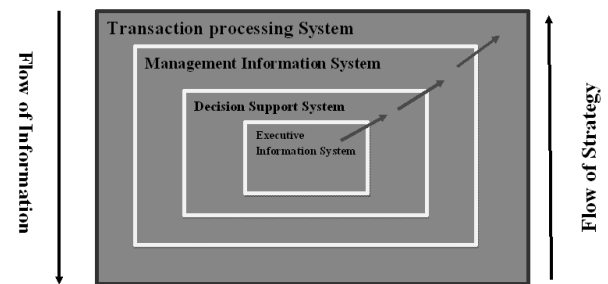 Flow of Information
Transaction processing System
Management Information System
Decision Support System
Executive
Information System
Flow of Strategy